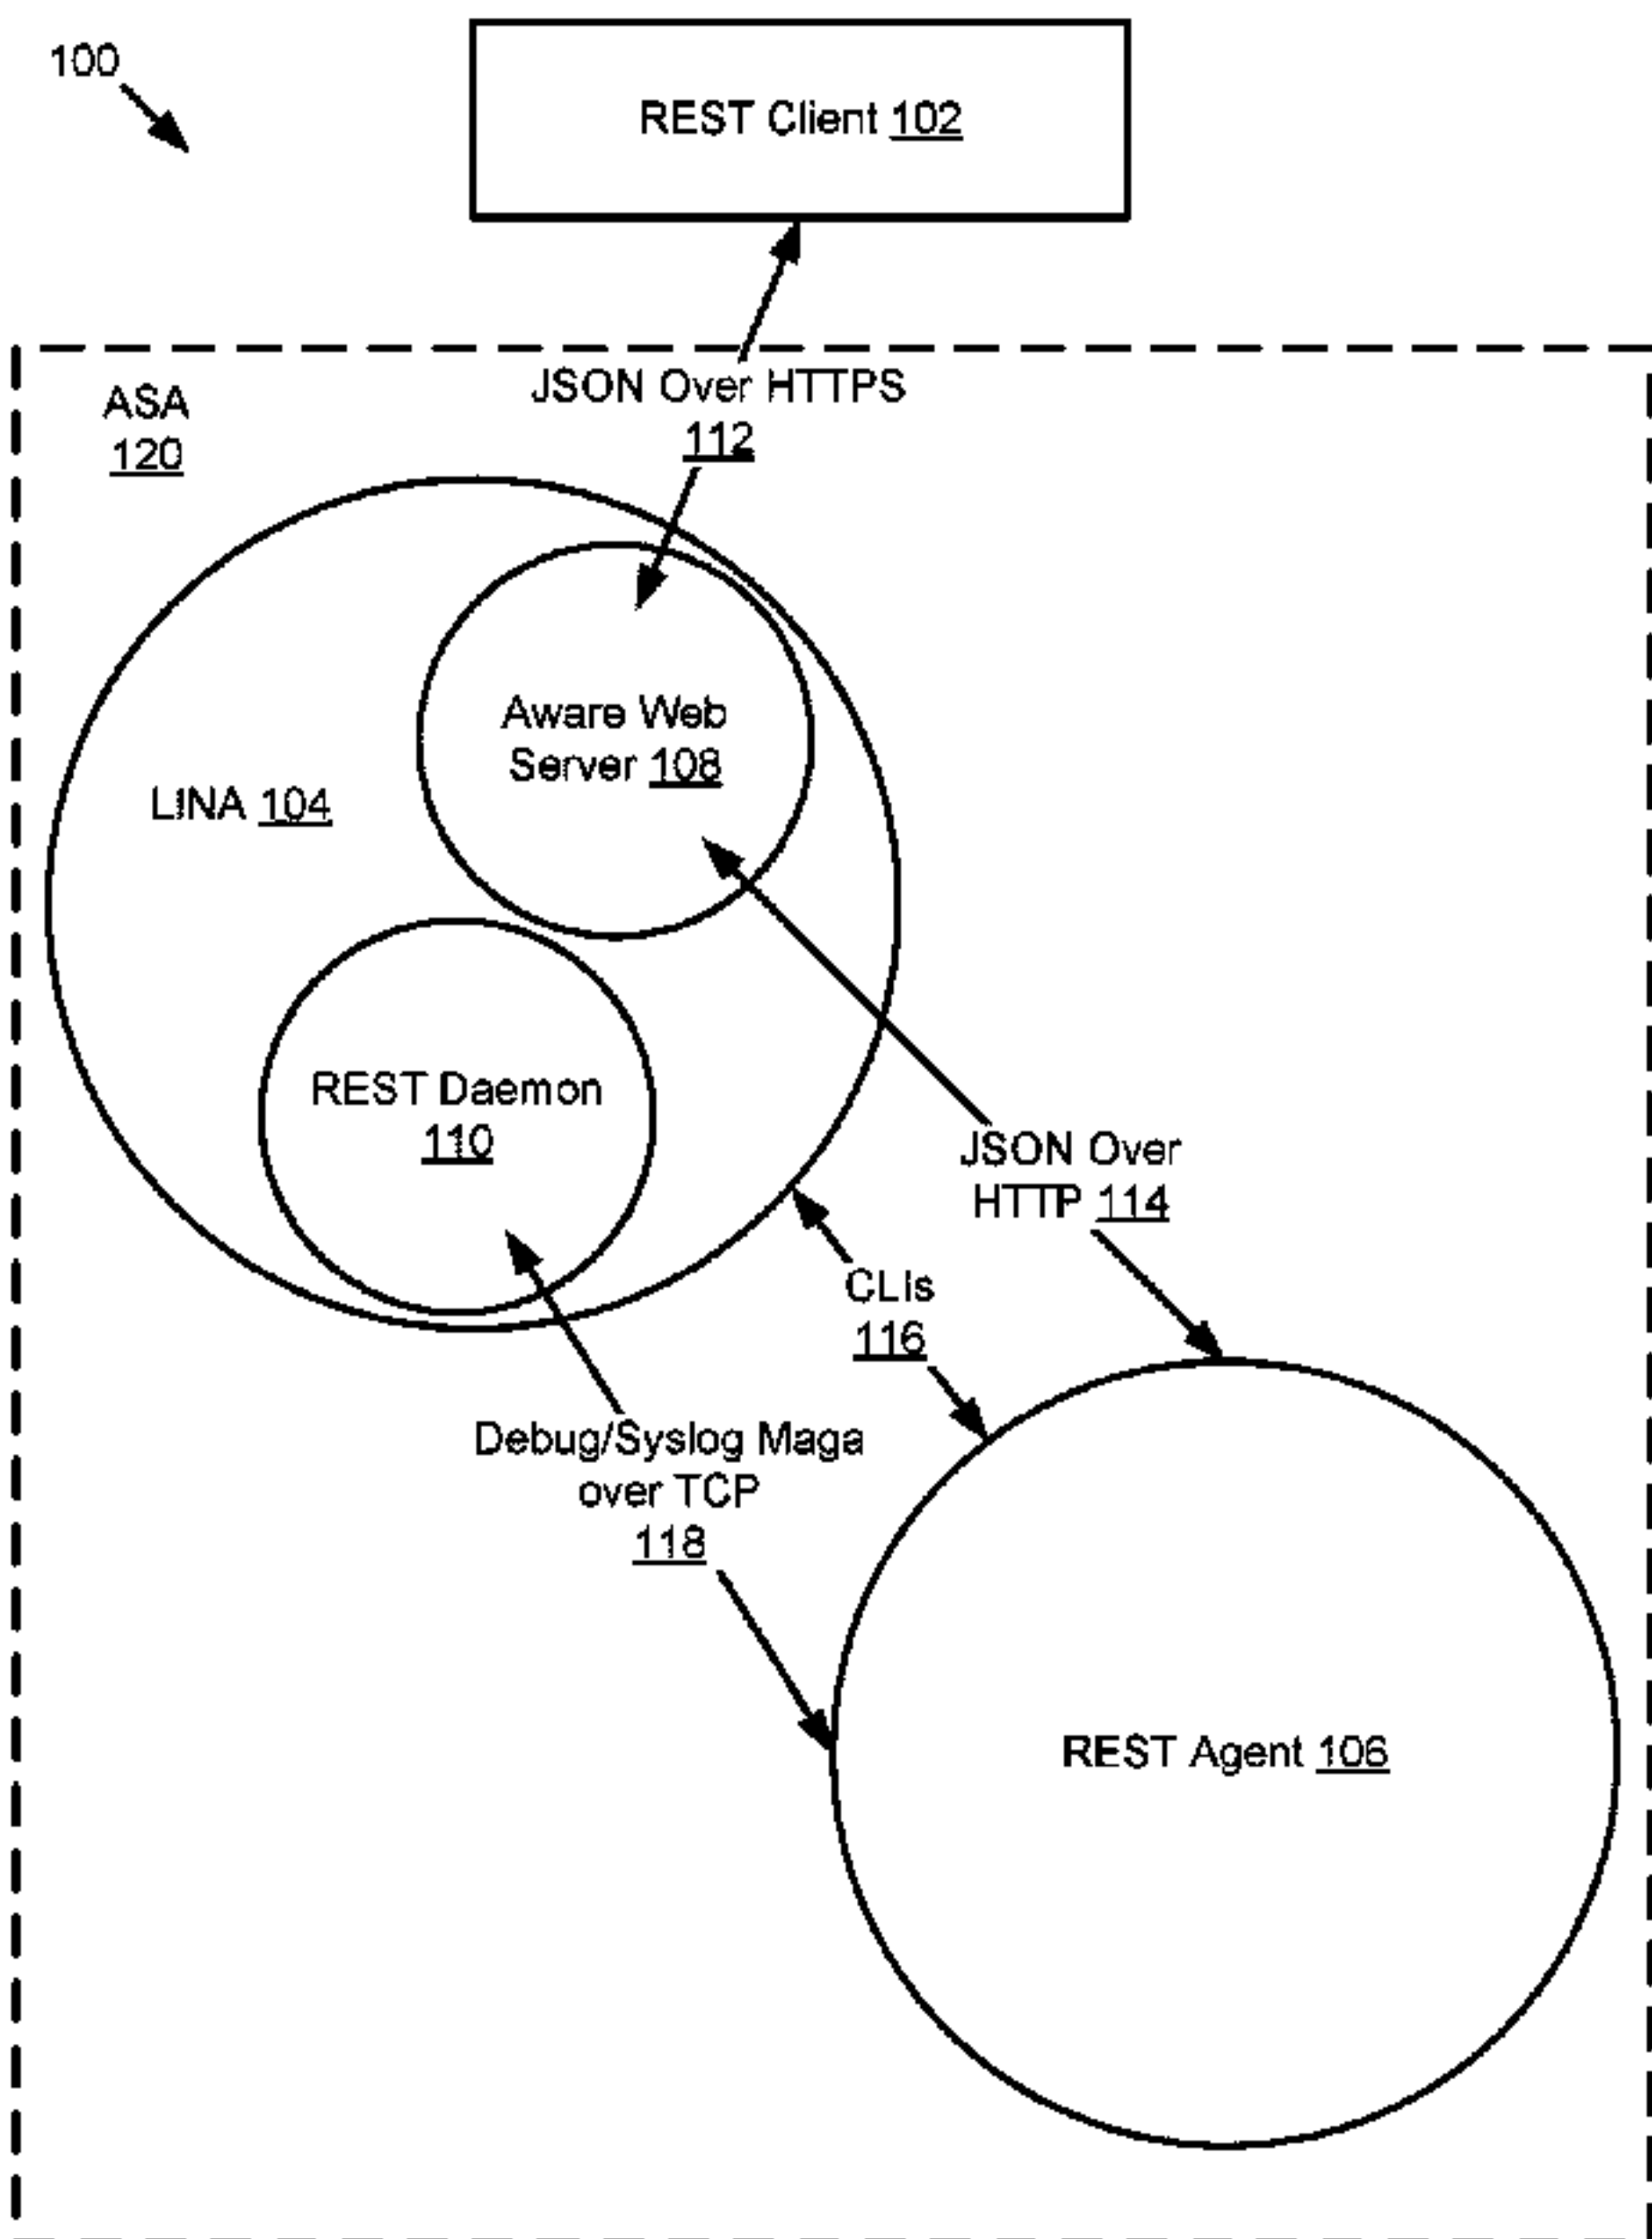 100
REST Client 102
ASA
120
JSON Over HTTPS
112
Aware Web
Server 108
LINA 104
REST Daemon
110
JSON Over
HTTP 114
CLIs
116
Debug/Syslog Maga
over TCP
118
REST Agent 106